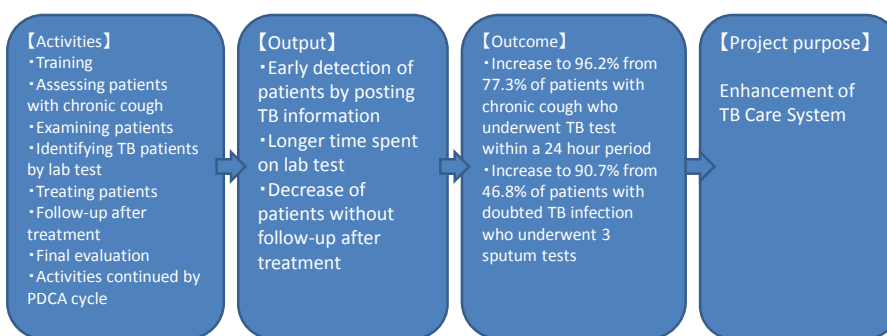 【Activities】
・Training
・Assessing patients
with chronic cough
・Examining patients
・Identifying TB patients
by lab test
・Treating patients
・Follow-up after
treatment
・Final evaluation
・Activities continued by
PDCA cycle
【Output】
・Early detection of
patients by posting
TB information
・Longer time spent
on lab test
・Decrease of
patients without
follow-up after
treatment
【Outcome】
・Increase to 96.2% from
77.3% of patients with
chronic cough who
underwent TB test
within a 24 hour period
・Increase to 90.7% from
46.8% of patients with
doubted TB infection
who underwent 3
sputum tests
【Project purpose】
Enhancement of
TB Care System